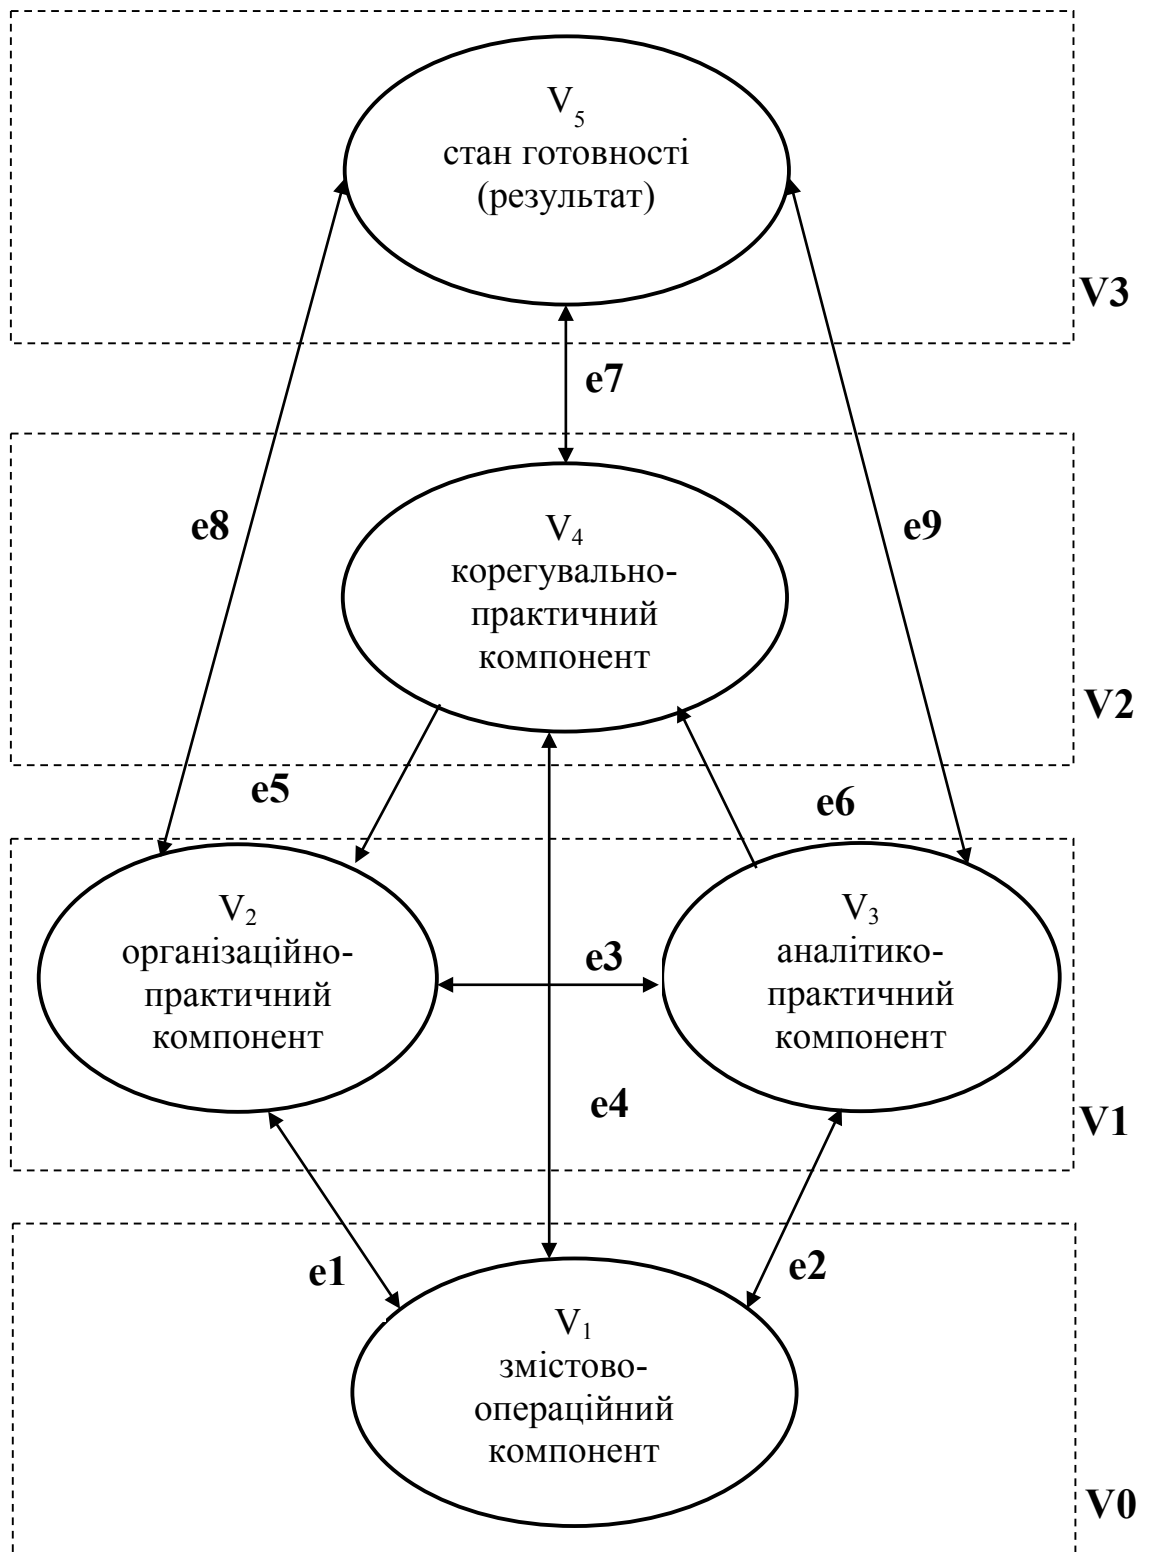 V₅
стан готовності
(результат)
V3
e7
e8
e9
V₄
корегувально-
практичний
компонент
V2
e5
e6
V₂
організаційно-
практичний
компонент
e3
V₃
аналітико-
практичний
компонент
e4
V1
e1
e2
V₁
змістово-
операційний
компонент
V0